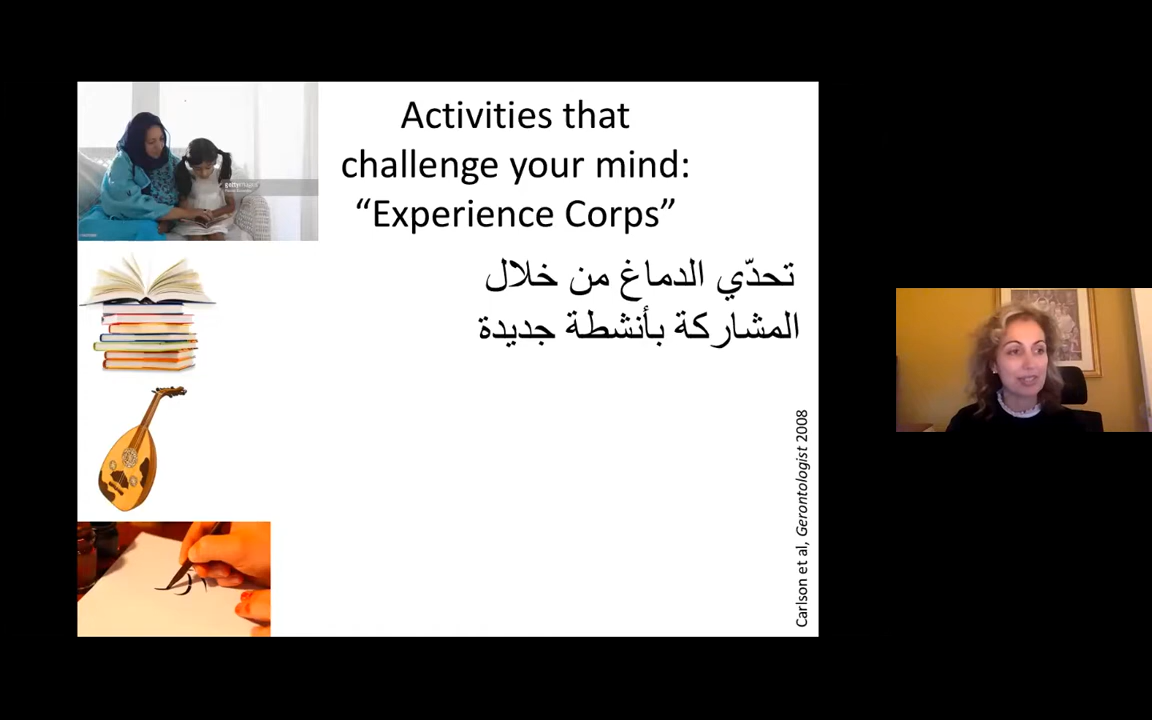 Activities that
challenge your mind:
“Experience Corps”
gettyimages
تحدّي الدماغ من خلال
المشاركة بأنشطة جديدة
Carlson et al, Gerontologist 2008